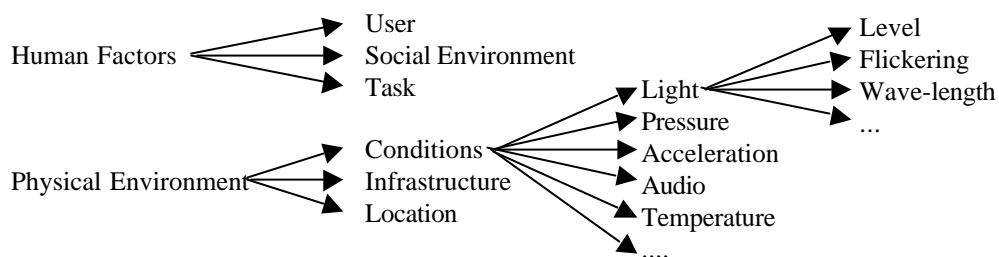 Human Factors
User
Social Environment
Task
Physical Environment
Conditions
Infrastructure
Location
Light
Pressure
Acceleration
Audio
Temperature
....
Level
Flickering
Wave-length
...